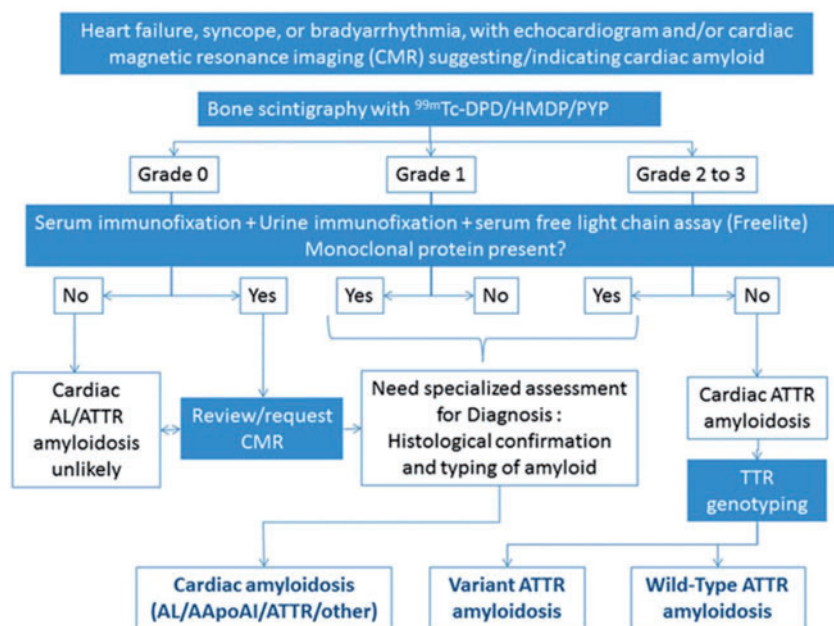 Heart failure, syncope, or bradyarrhythmia, with echocardiogram and/or cardiac
magnetic resonance imaging (CMR) suggesting/indicating cardiac amyloid
Bone scintigraphy with ⁹⁹ᵐTc-DPD/HMDP/PYP
Grade 0
Grade 1
Grade 2 to 3
Serum immunofixation + Urine immunofixation + serum free light chain assay (Freelite)
Monoclonal protein present?
No
Yes
Yes
No
Yes
No
Cardiac
AL/ATTR
amyloidosis
unlikely
Review/request
CMR
Need specialized assessment
for Diagnosis :
Histological confirmation
and typing of amyloid
Cardiac ATTR
amyloidosis
TTR
genotyping
Cardiac amyloidosis
(AL/AApoAI/ATTR/other)
Variant ATTR
amyloidosis
Wild-Type ATTR
amyloidosis